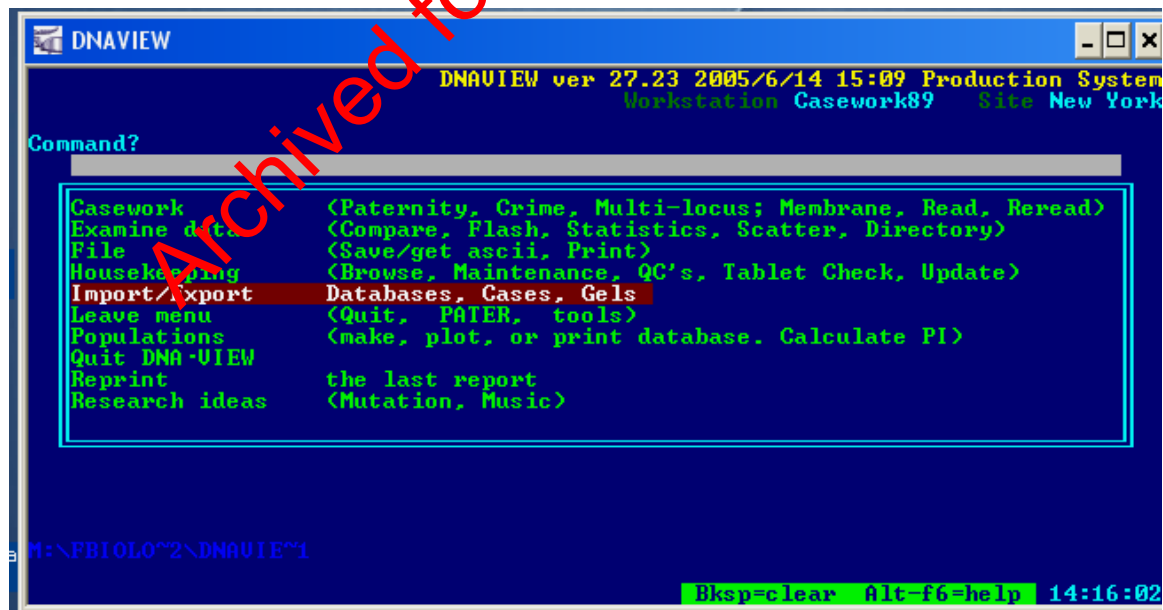 DNAVIEW
DNAVIEW ver 27.23 2005/6/14 15:09 Production System
Workstation Casework89 Site New York
Command?
Casework (Paternity, Crime, Multi-locus; Membrane, Read, Reread)
Examine data (Compare, Flash, Statistics, Scatter, Directory)
File (Save/get ascii, Print)
Housekeeping (Browse, Maintenance, QC's, Tablet Check, Update)
Import/Export Databases, Cases, Gels
Leave menu (Quit, PATER, tools)
Populations (make, plot, or print database. Calculate PI)
Quit DNA·VIEW
Reprint the last report
Research ideas (Mutation, Music)
M:\FBIOLO~2\DNAVIE~1
Bksp=clear Alt-f6=help 14:16:02
Archived fo